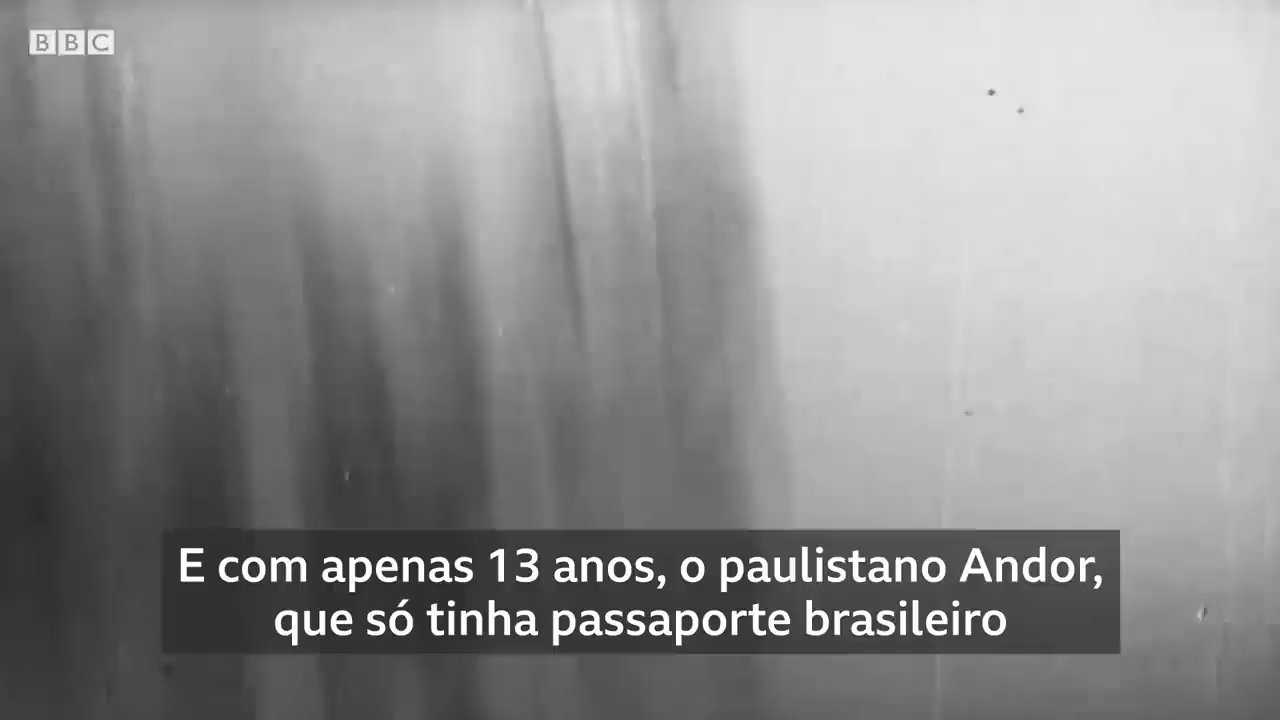 BBC
E com apenas 13 anos, o paulistano Andor,
que só tinha passaporte brasileiro